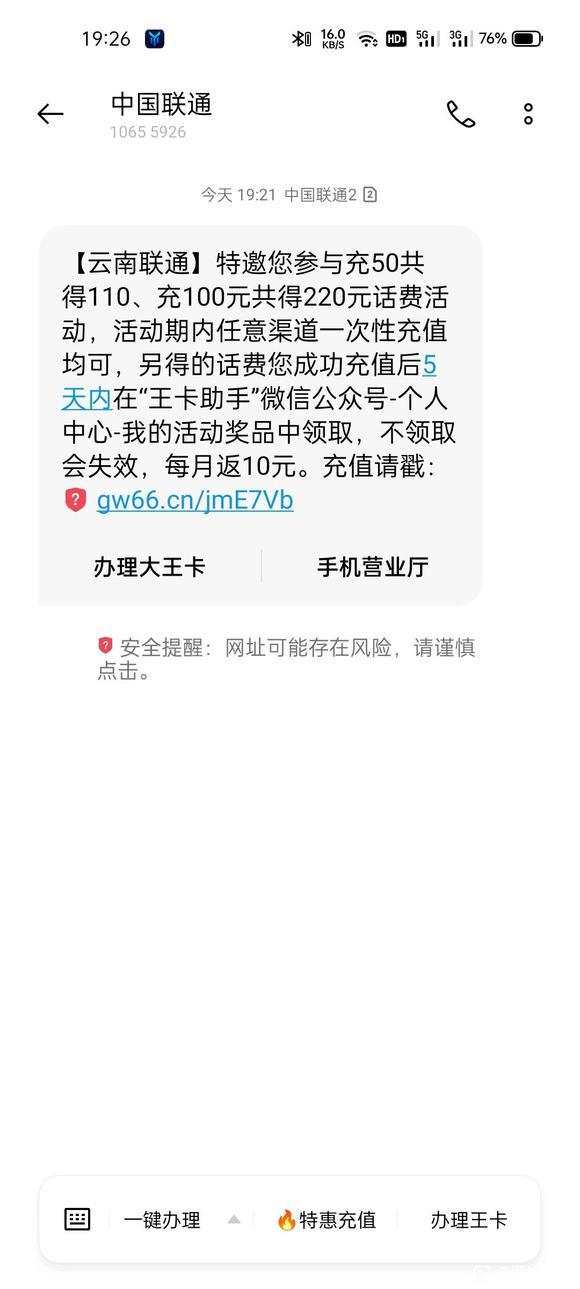 19:26
16.0
KB/S
HD1
5G
3G
76%
中国联通
1065 5926
今天 19:21 中国联通2 2
【云南联通】特邀您参与充50共
得110、充100元共得220元话费活
动，活动期内任意渠道一次性充值
均可，另得的话费您成功充值后5
天内在“王卡助手”微信公众号-个人
中心-我的活动奖品中领取，不领取
会失效，每月返10元。充值请戳：
gw66.cn/jmE7Vb
办理大王卡
手机营业厅
安全提醒：网址可能存在风险，请谨慎
点击。
一键办理
特惠充值
办理王卡